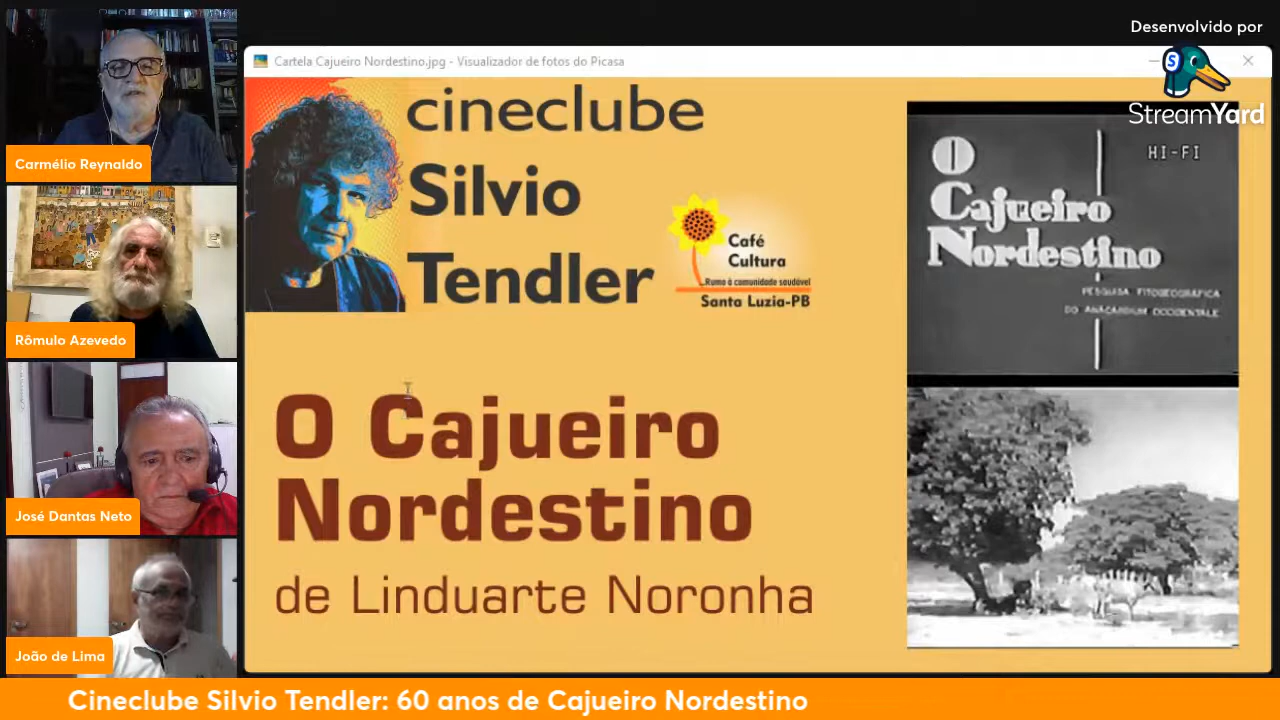 Desenvolvido por
StreamYard
Cartela Cajueiro Nordestino.jpg - Visualizador de fotos do Picasa
Carmélio Reynaldo
Rômulo Azevedo
José Dantas Neto
João de Lima
cineclube
Silvio
Tendler
Café
Cultura
Rumo à comunidade saudável
Santa Luzia-PB
O Cajueiro
Nordestino
de Linduarte Noronha
O
HI-FI
Cajueiro
Nordestino
PESQUISA FITOGEOGRÁFICA
DO ANACARDIUM OCCIDENTALE
Cineclube Silvio Tendler: 60 anos de Cajueiro Nordestino